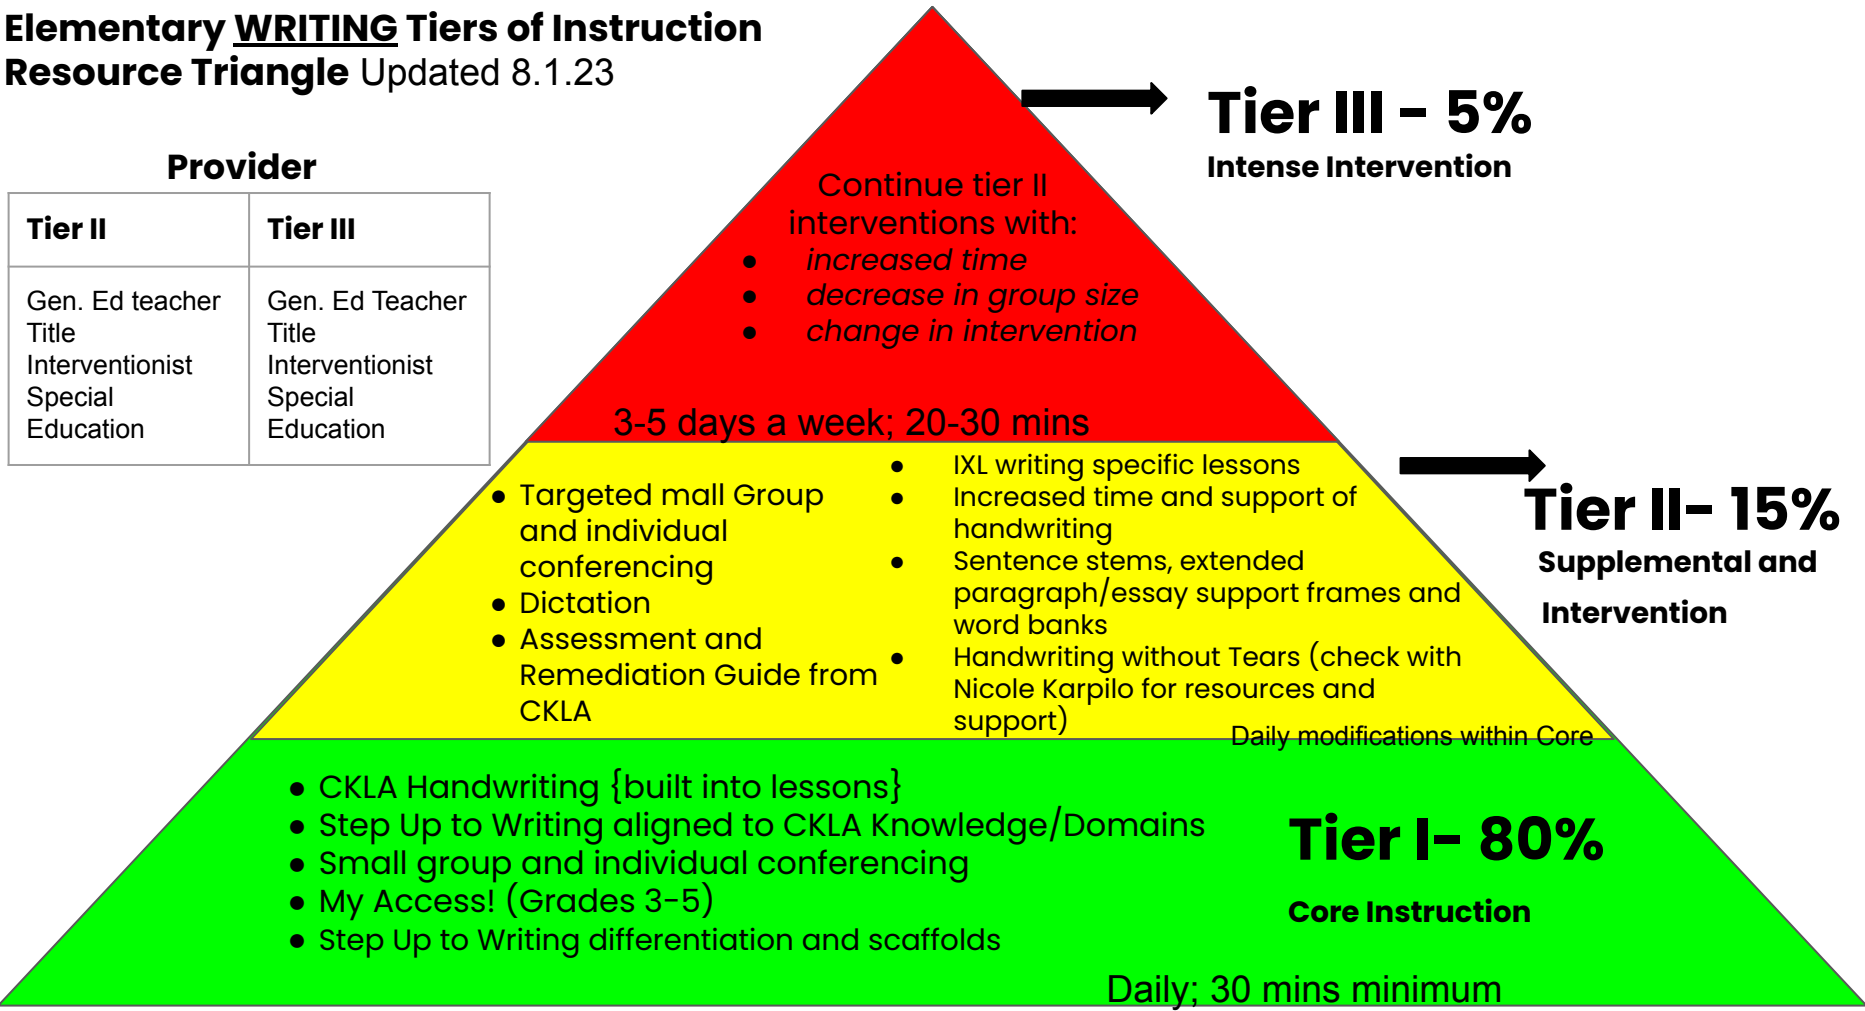 Elementary WRITING Tiers of Instruction
Resource Triangle Updated 8.1.23
Provider
Tier II
Tier III
Gen. Ed teacher
Title
Interventionist
Special
Education
Gen. Ed Teacher
Title
Interventionist
Special
Education
Tier III - 5%
Intense Intervention
Continue tier II
interventions with:
● increased time
● decrease in group size
● change in intervention
3-5 days a week; 20-30 mins
● Targeted mall Group
and individual
conferencing
● Dictation
● Assessment and
Remediation Guide from
CKLA
● IXL writing specific lessons
● Increased time and support of
handwriting
● Sentence stems, extended
paragraph/essay support frames and
word banks
● Handwriting without Tears (check with
Nicole Karpilo for resources and
support)
Daily modifications within Core
Tier II- 15%
Supplemental and
Intervention
● CKLA Handwriting {built into lessons}
● Step Up to Writing aligned to CKLA Knowledge/Domains
● Small group and individual conferencing
● My Access! (Grades 3-5)
● Step Up to Writing differentiation and scaffolds
Tier I- 80%
Core Instruction
Daily; 30 mins minimum